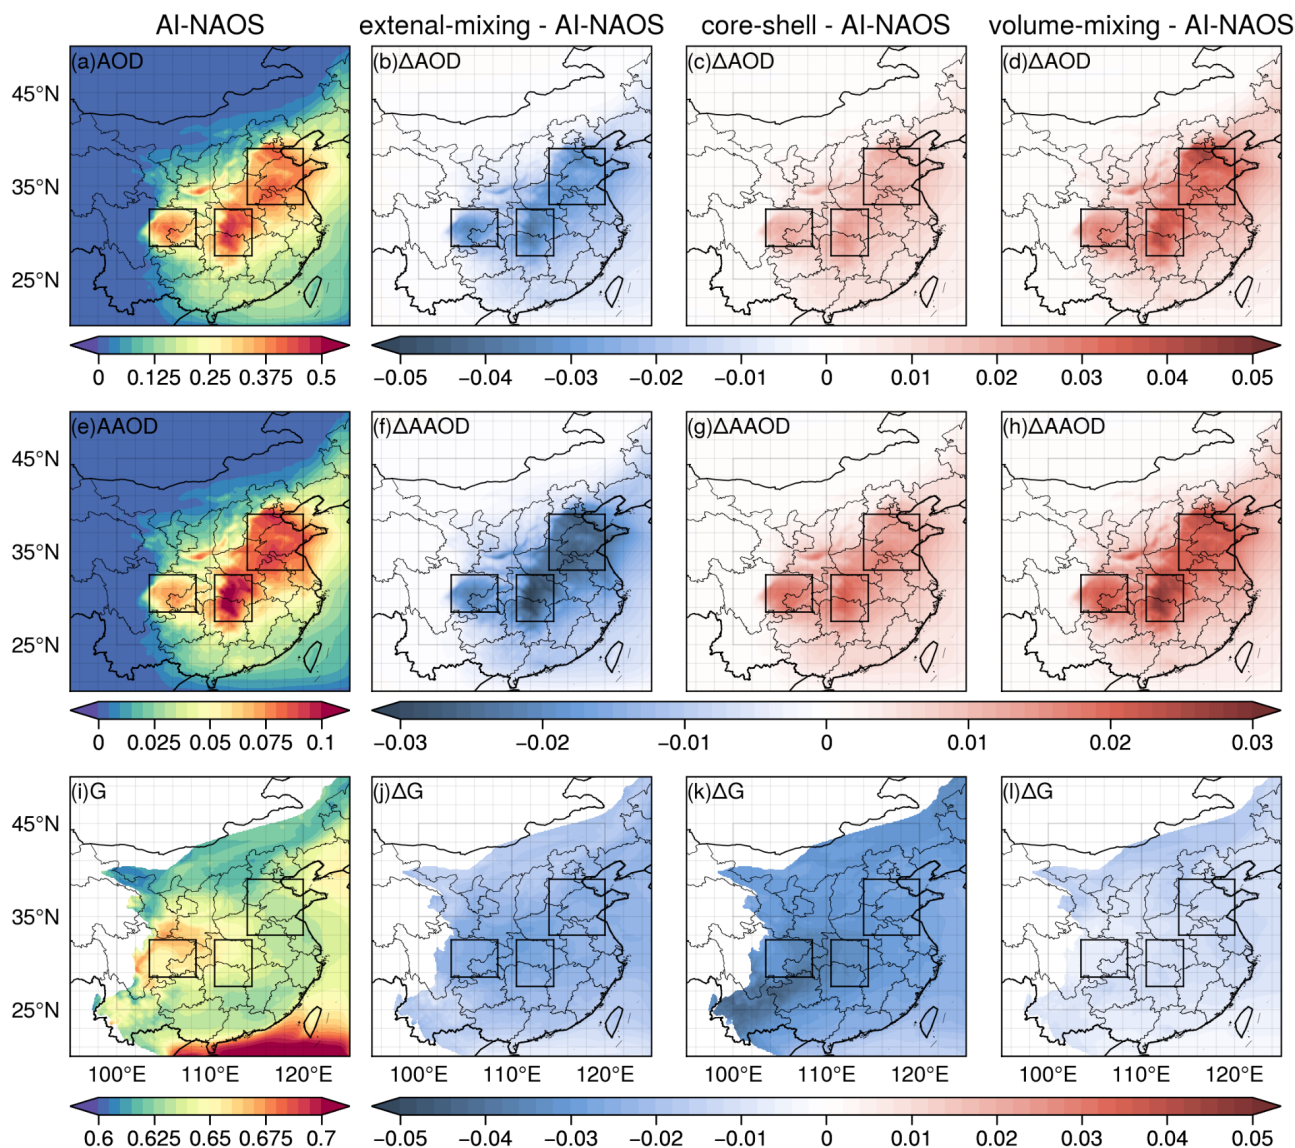 AI-NAOS extenal-mixing - AI-NAOS core-shell - AI-NAOS volume-mixing - AI-NAOS
(a)AOD (b)ΔAOD (c)ΔAOD (d)ΔAOD
45°N
35°N
25°N
0 0.125 0.25 0.375 0.5 −0.05 −0.04 −0.03 −0.02 −0.01 0 0.01 0.02 0.03 0.04 0.05
(e)AAOD (f)ΔAAOD (g)ΔAAOD (h)ΔAAOD
45°N
35°N
25°N
0 0.025 0.05 0.075 0.1 −0.03 −0.02 −0.01 0 0.01 0.02 0.03
(i)G (j)ΔG (k)ΔG (l)ΔG
45°N
35°N
25°N
100°E 110°E 120°E 100°E 110°E 120°E 100°E 110°E 120°E 100°E 110°E 120°E
0.6 0.625 0.65 0.675 0.7 −0.05 −0.04 −0.03 −0.02 −0.01 0 0.01 0.02 0.03 0.04 0.05